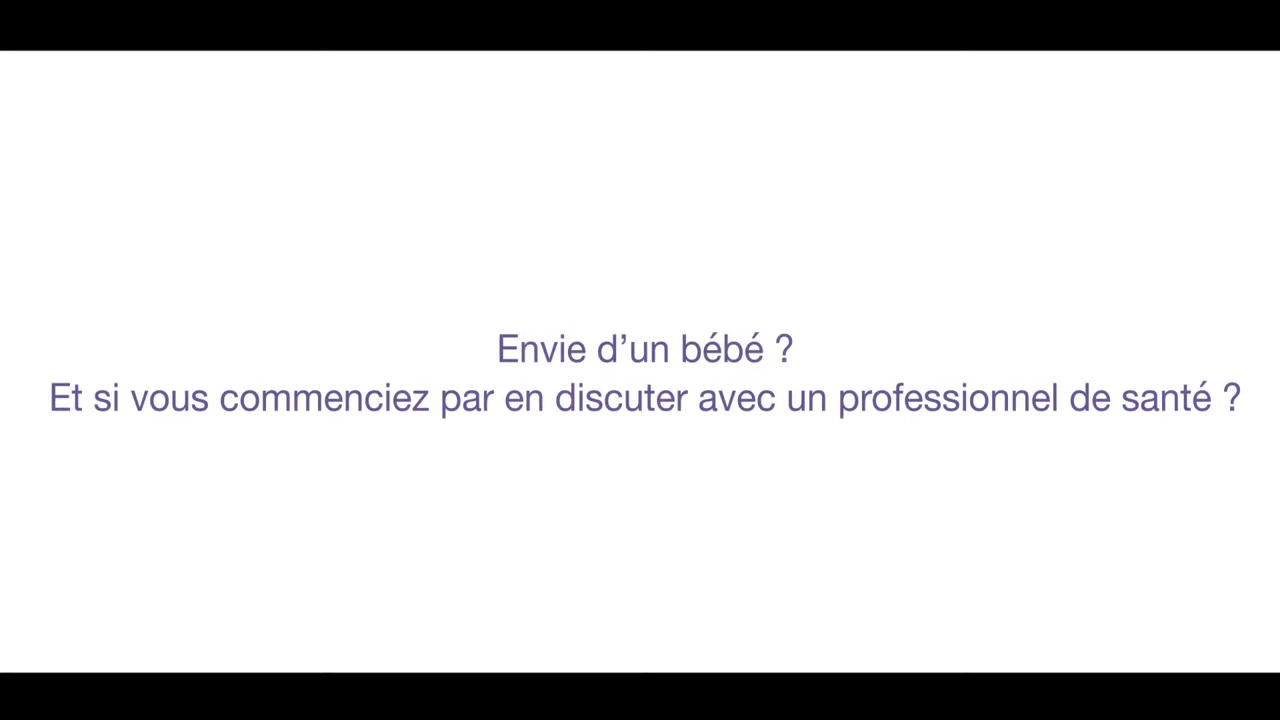 Envie d’un bébé ?
Et si vous commenciez par en discuter avec un professionnel de santé ?